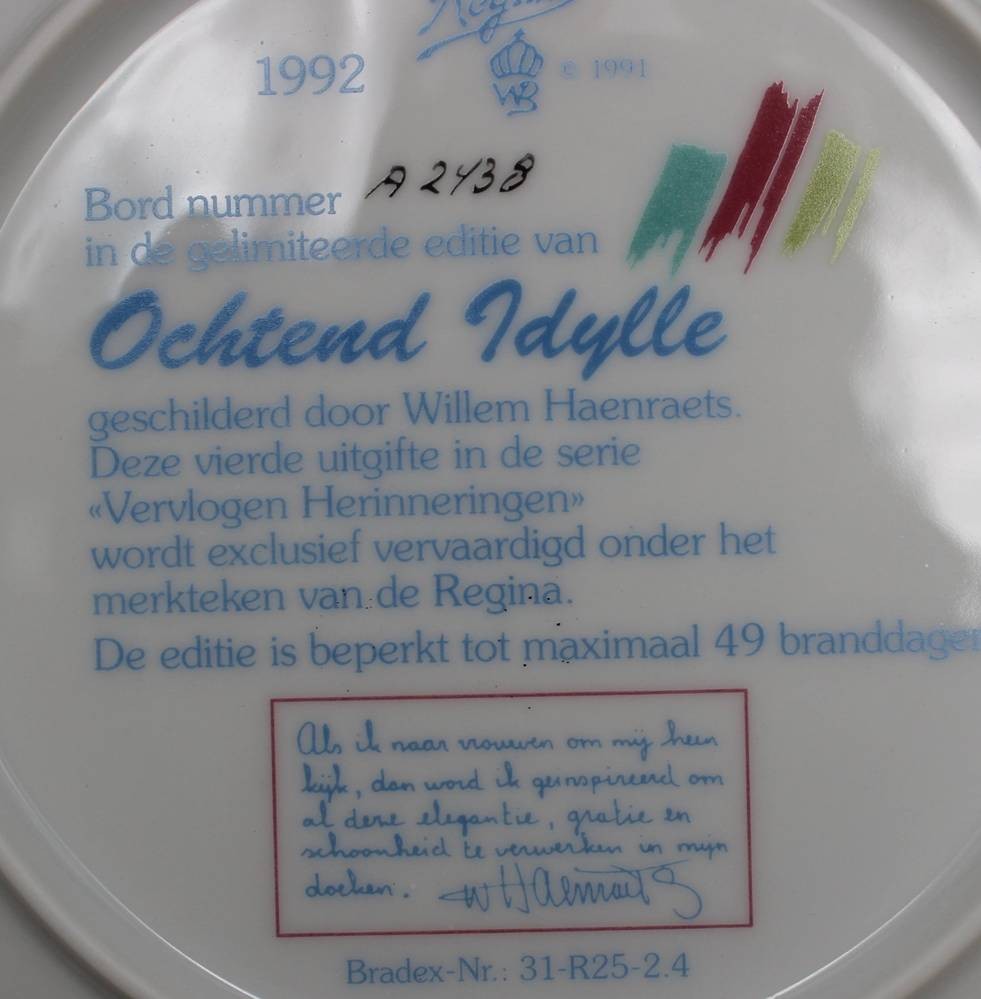 Regina
1992
WB
© 1991
Bord nummer A 2438
in de gelimiteerde editie van
Ochtend Idylle
geschilderd door Willem Haenraets.
Deze vierde uitgifte in de serie
«Vervlogen Herinneringen»
wordt exclusief vervaardigd onder het
merkteken van de Regina.
De editie is beperkt tot maximaal 49 branddagen
Als ik naar vrouwen om mij heen
kijk, dan word ik geïnspireerd om
al deze elegantie, gratie en
schoonheid te verwerken in mijn
doeken. W Haenraets
Bradex-Nr.: 31-R25-2.4